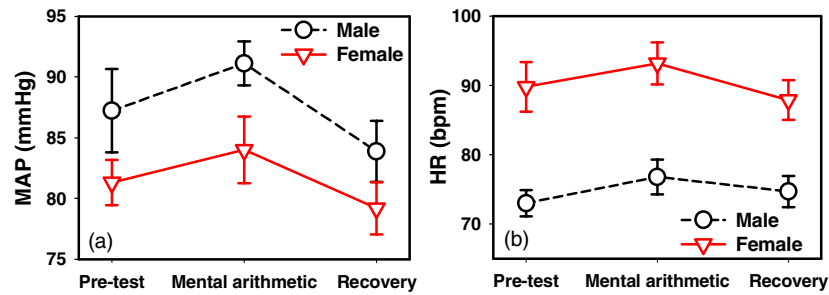 95
90
85
80
75
MAP (mmHg)
Male
Female
(a)
Pre-test Mental arithmetic Recovery
100
90
80
70
HR (bpm)
Male
Female
(b)
Pre-test Mental arithmetic Recovery